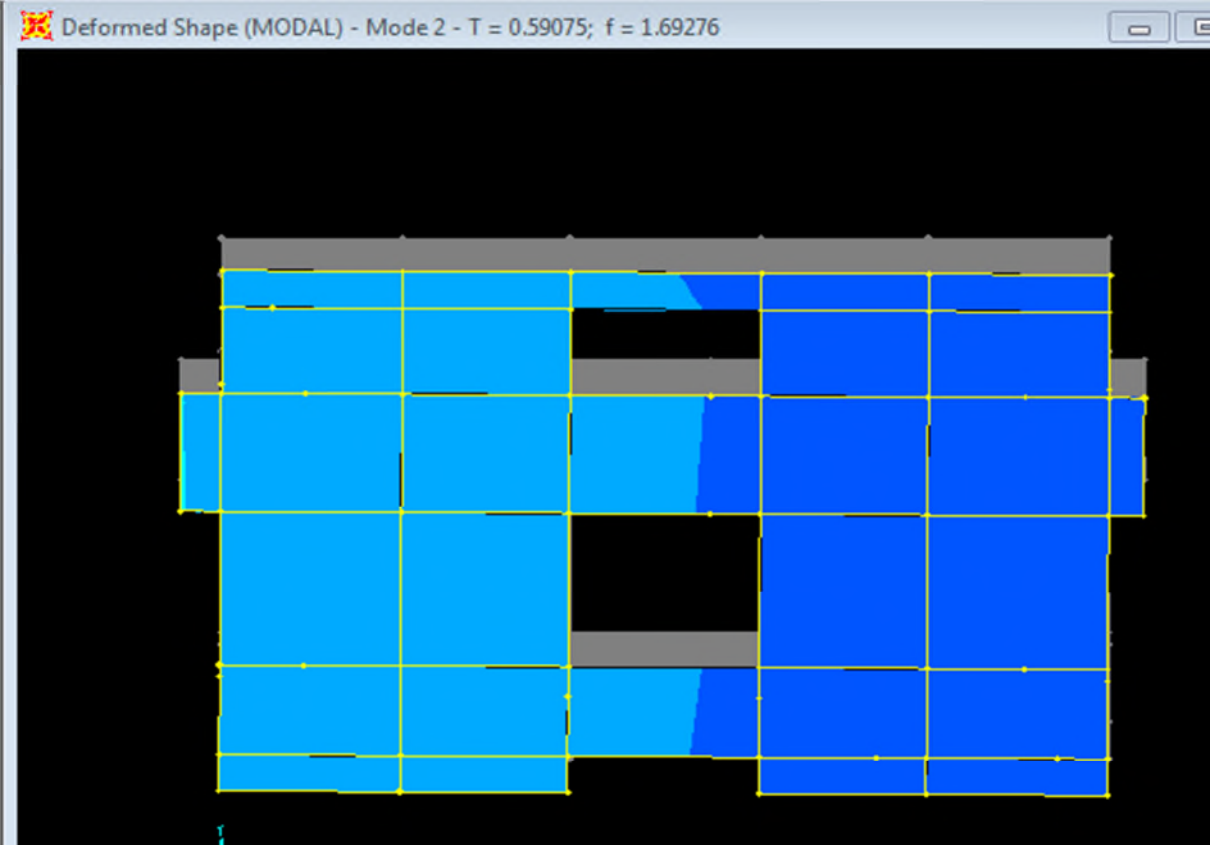 Deformed Shape (MODAL) - Mode 2 - T = 0.59075; f = 1.69276